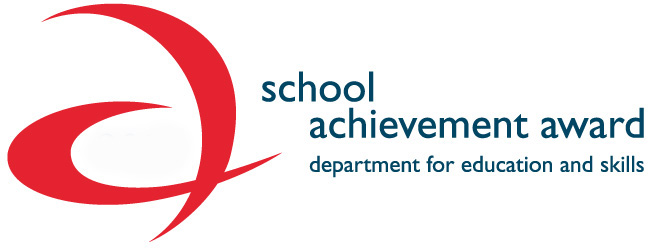 school
achievement award
department for education and skills